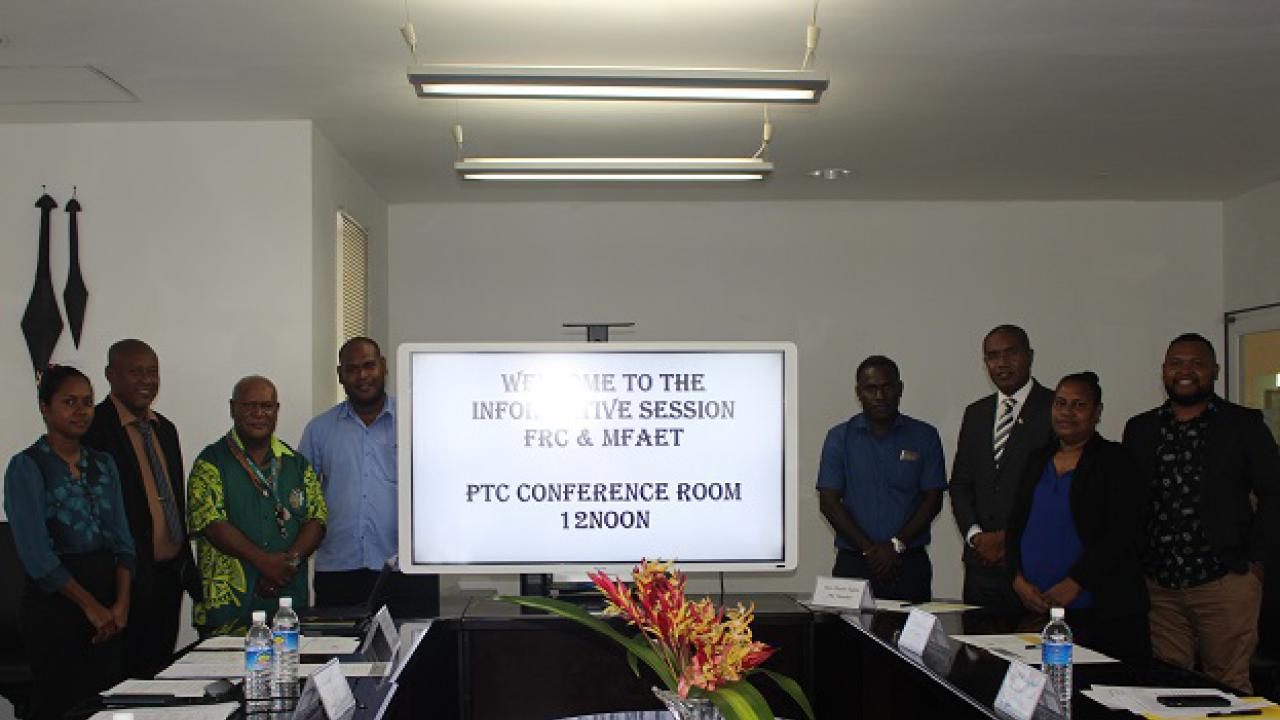 WELCOME TO THE
INFORMATIVE SESSION
FRC & MFAET
PTC CONFERENCE ROOM
12NOON